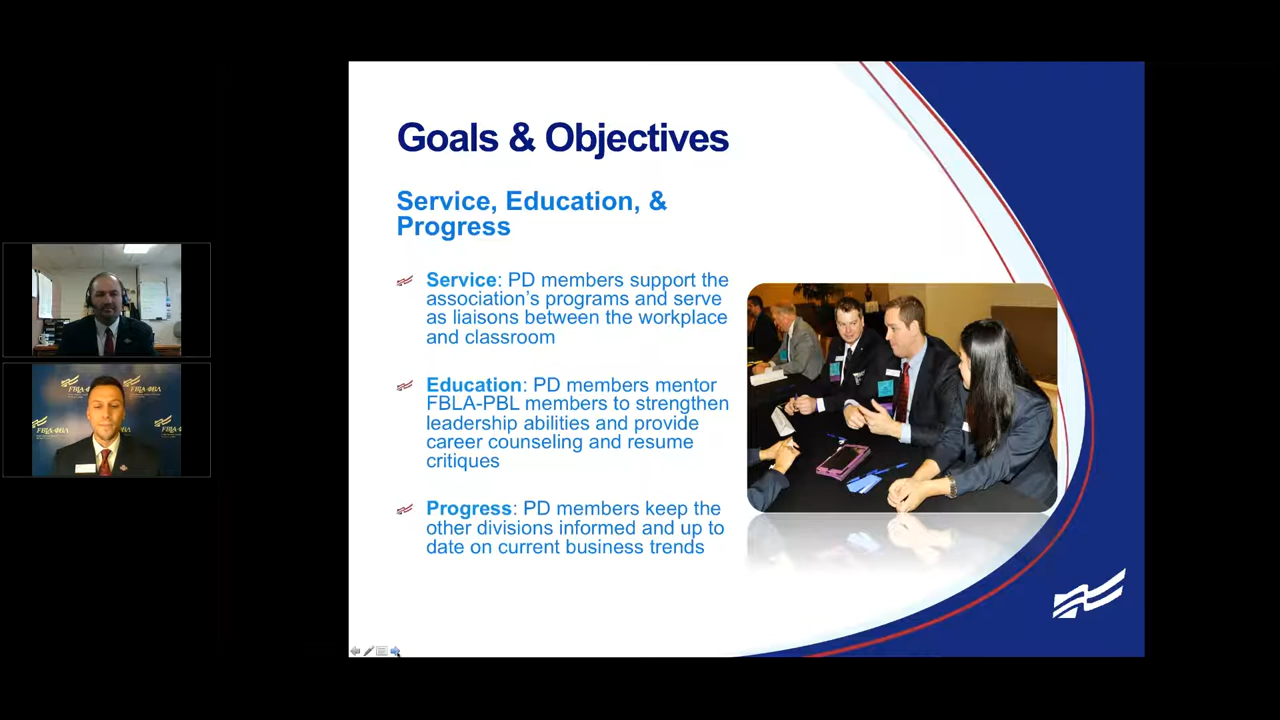 Goals & Objectives
Service, Education, &
Progress
Service: PD members support the
association's programs and serve
as liaisons between the workplace
and classroom
Education: PD members mentor
FBLA-PBL members to strengthen
leadership abilities and provide
career counseling and resume
critiques
Progress: PD members keep the
other divisions informed and up to
date on current business trends